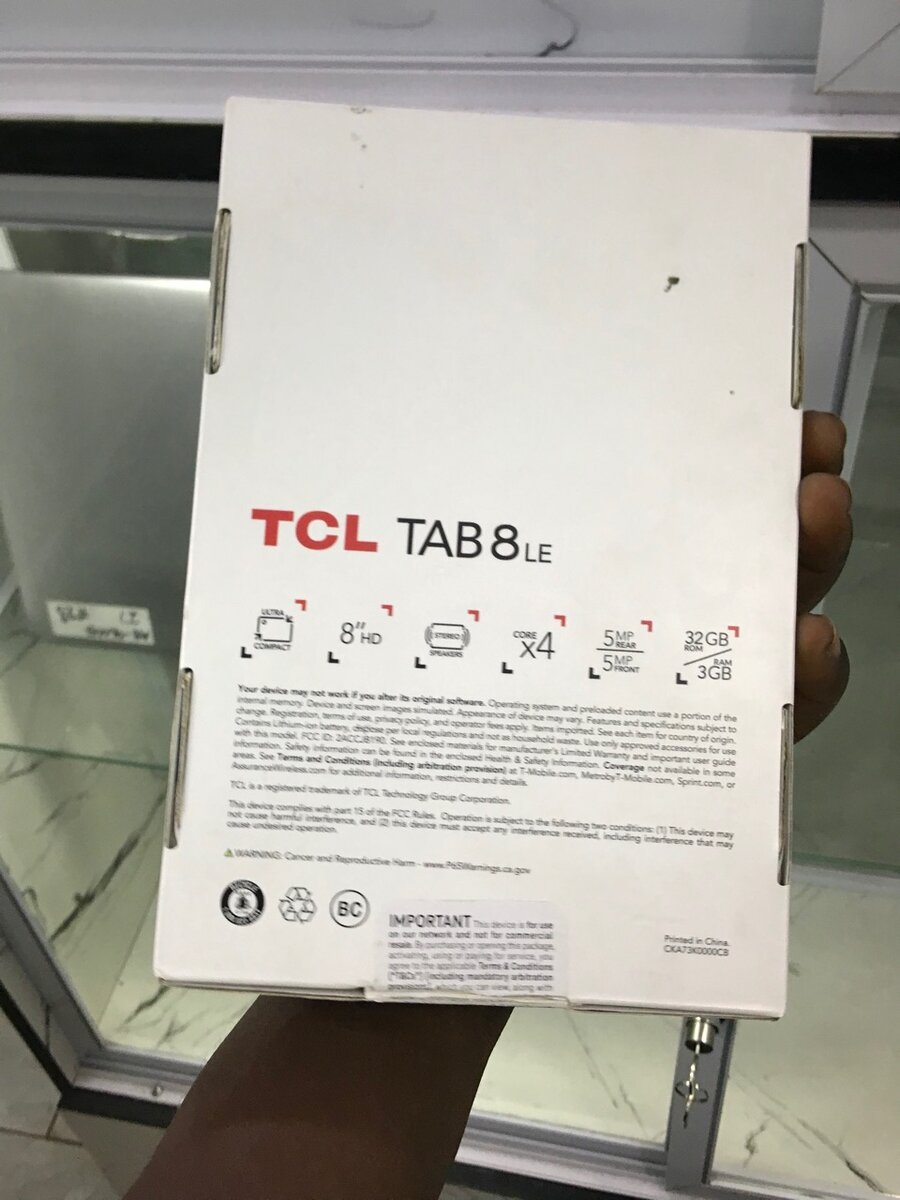 TCL TAB 8 LE
ULTRA
COMPACT
8" HD
STEREO
SPEAKERS
CORE
X4
5MP
REAR
5MP
FRONT
32GB
ROM
RAM
3GB
Your device may not work if you alter its original software. Operating system and preloaded content use a portion of the
internal memory. Device and screen images simulated. Appearance of device may vary. Features and specifications subject to
change. Registration, terms of use, privacy policy, and operator fees apply. Items imported. See each item for country of origin.
Contains Lithium-ion battery, dispose per local regulations and not as household waste. Use only approved accessories for use
with this model. FCC ID: 2ACCJB190. See enclosed materials for manufacturer's Limited Warranty and important user guide
information. Safety information can be found in the enclosed Health & Safety Information. Coverage not available in some
areas. See Terms and Conditions (including arbitration provision) at T-Mobile.com, MetrobyT-Mobile.com, Sprint.com, or
AssuranceWireless.com for additional information, restrictions and details.
TCL is a registered trademark of TCL Technology Group Corporation.
This device complies with part 15 of the FCC Rules. Operation is subject to the following two conditions: (1) This device may
not cause harmful interference, and (2) this device must accept any interference received, including interference that may
cause undesired operation.
WARNING: Cancer and Reproductive Harm - www.P65Warnings.ca.gov
BC
IMPORTANT This device is for use
on our network and not for commercial
resale. By purchasing or opening this package,
activating, using or paying for service, you
agree to the applicable Terms & Conditions
("T&Cs") (including mandatory arbitration
provisions), which you can view, along with
Printed in China.
CKA73K0000CB